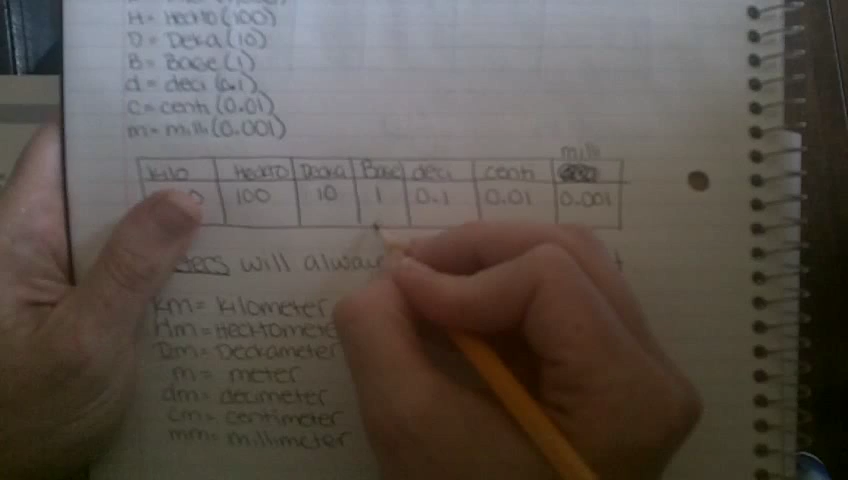 H = Hecto (100)
D = Deka (10)
B = Base (1)
d = deci (0.1)
c = centi (0.01)
m = milli (0.001)
milli
Kilo Hecto Decka Base deci centi
100 10 1 0.1 0.01 0.001
will always
km = kilometer
Hm = Hectometer
Dm = Deckameter
m = meter
dm = decimeter
cm = centimeter
mm = millimeter